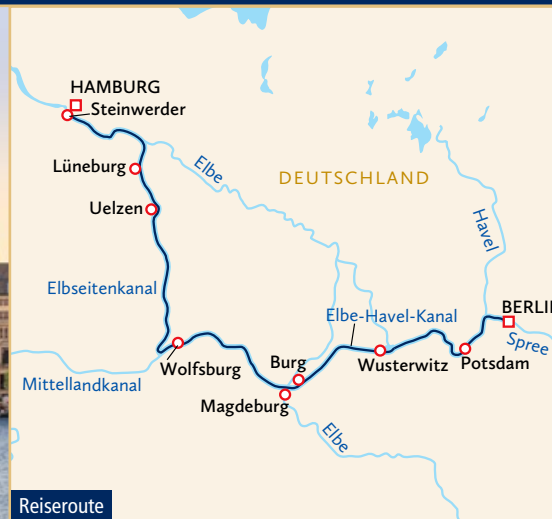 HAMBURG
Steinwerder
Lüneburg
Elbe
DEUTSCHLAND
Uelzen
Havel
Elbseitenkanal
Elbe-Havel-Kanal
BERLI
Spree
Wolfsburg
Burg
Wusterwitz
Potsdam
Mittellandkanal
Magdeburg
Elbe
Reiseroute